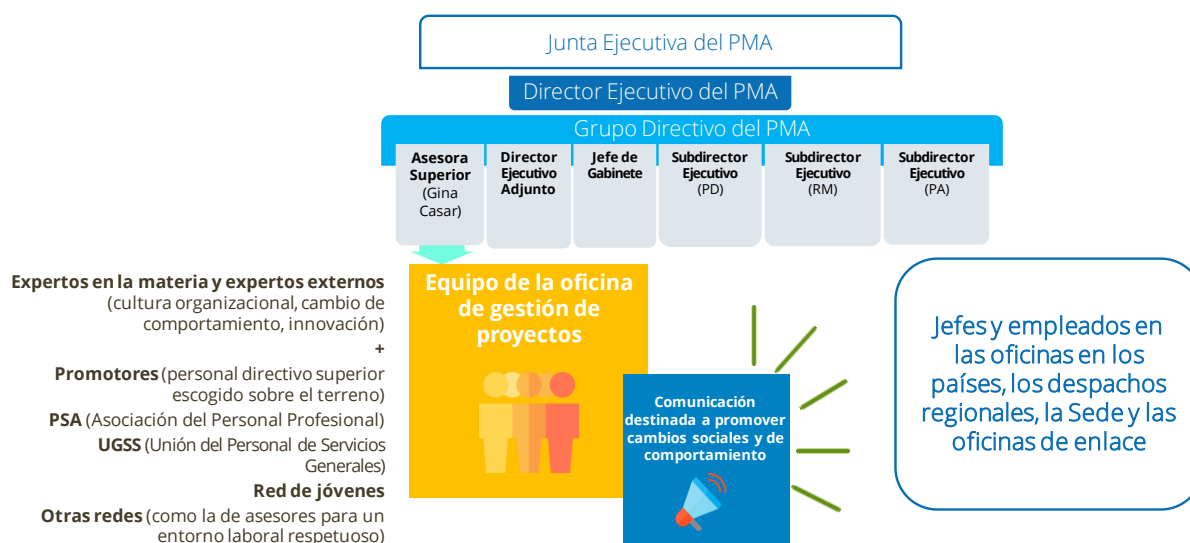 Junta Ejecutiva del PMA
Director Ejecutivo del PMA
Grupo Directivo del PMA
Asesora
Superior
(Gina
Casar)
Director
Ejecutivo
Adjunto
Jefe de
Gabinete
Subdirector
Ejecutivo
(PD)
Subdirector
Ejecutivo
(RM)
Subdirector
Ejecutivo
(PA)
Expertos en la materia y expertos externos
(cultura organizacional, cambio de
comportamiento, innovación)
+
Promotores (personal directivo superior
escogido sobre el terreno)
PSA (Asociación del Personal Profesional)
UGSS (Unión del Personal de Servicios
Generales)
Red de jóvenes
Otras redes (como la de asesores para un
entorno laboral respetuoso)
Equipo de la oficina
de gestión de
proyectos
Comunicación
destinada a promover
cambios sociales y de
comportamiento
Jefes y empleados en
las oficinas en los
países, los despachos
regionales, la Sede y las
oficinas de enlace